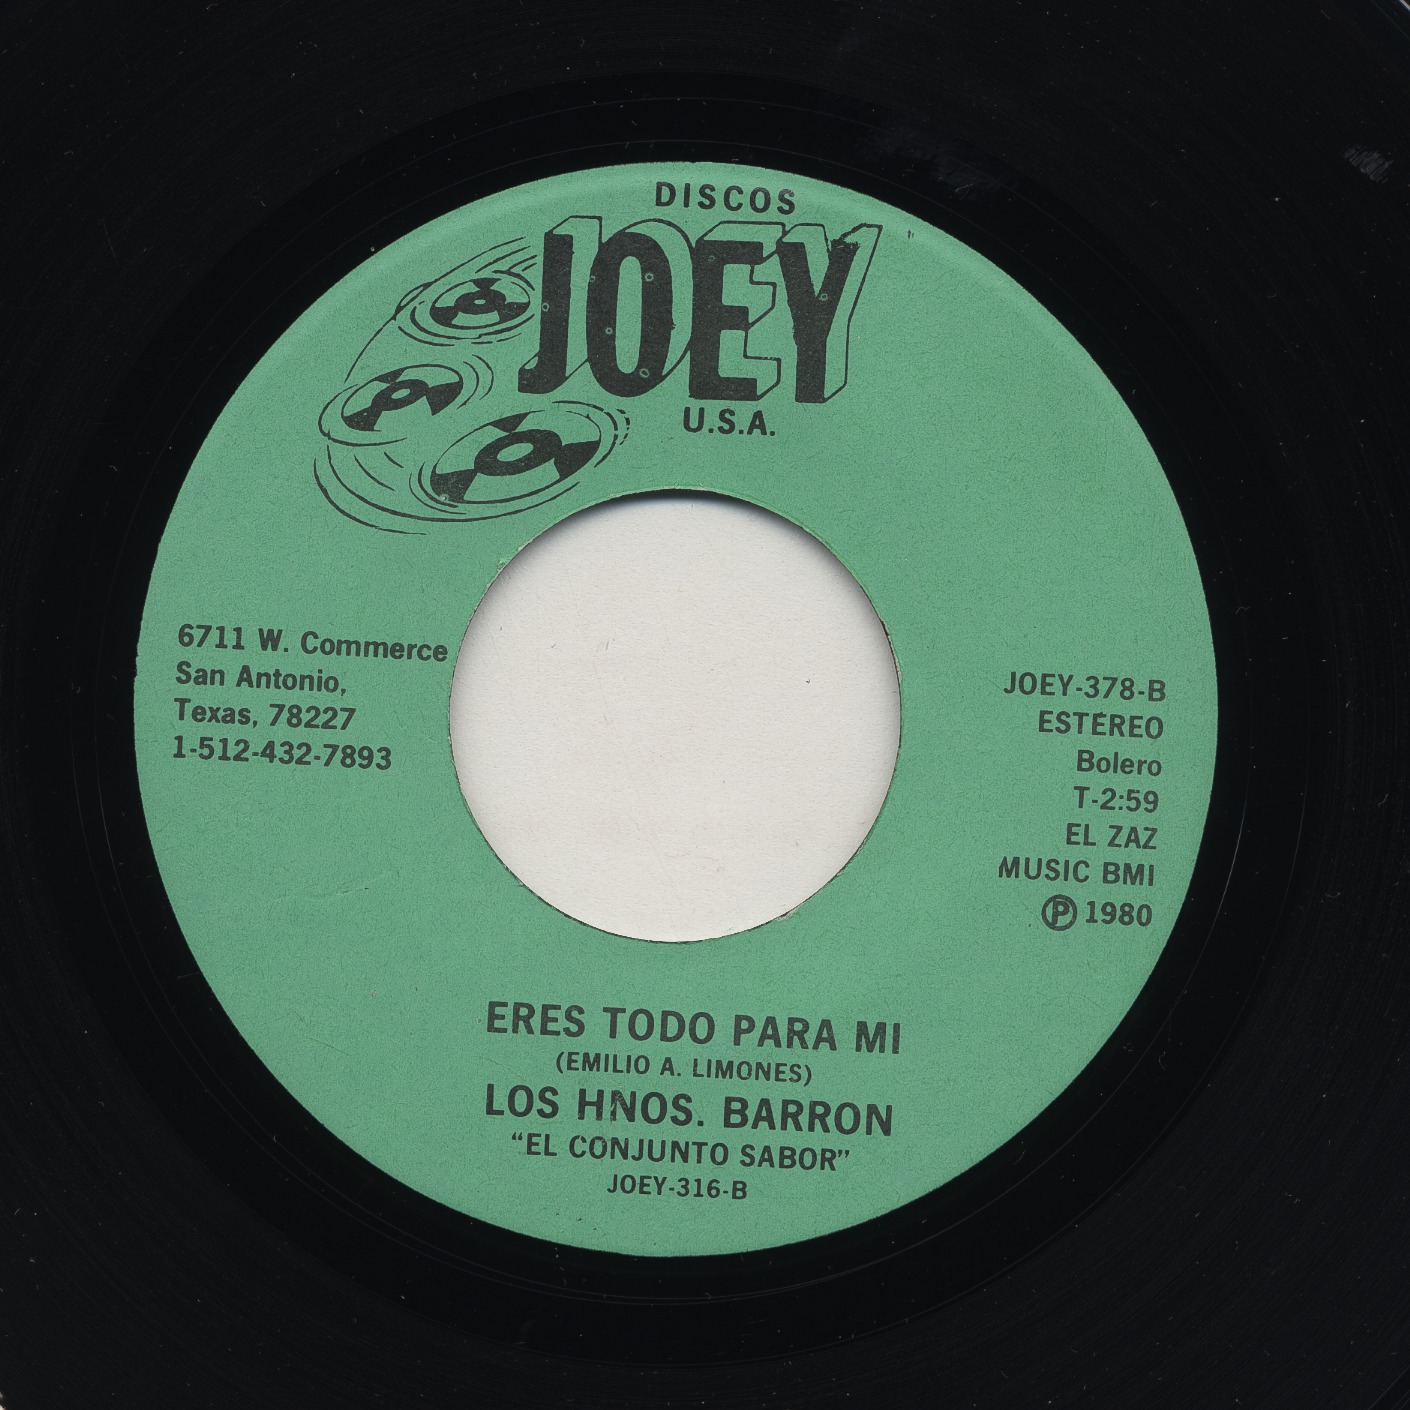 DISCOS
JOEY
U.S.A.
6711 W. Commerce
San Antonio,
Texas, 78227
1-512-432-7893
JOEY-378-B
ESTÉREO
Bolero
T-2:59
EL ZAZ
MUSIC BMI
Ⓟ 1980
ERES TODO PARA MI
(EMILIO A. LIMONES)
LOS HNOS. BARRON
“EL CONJUNTO SABOR”
JOEY-316-B